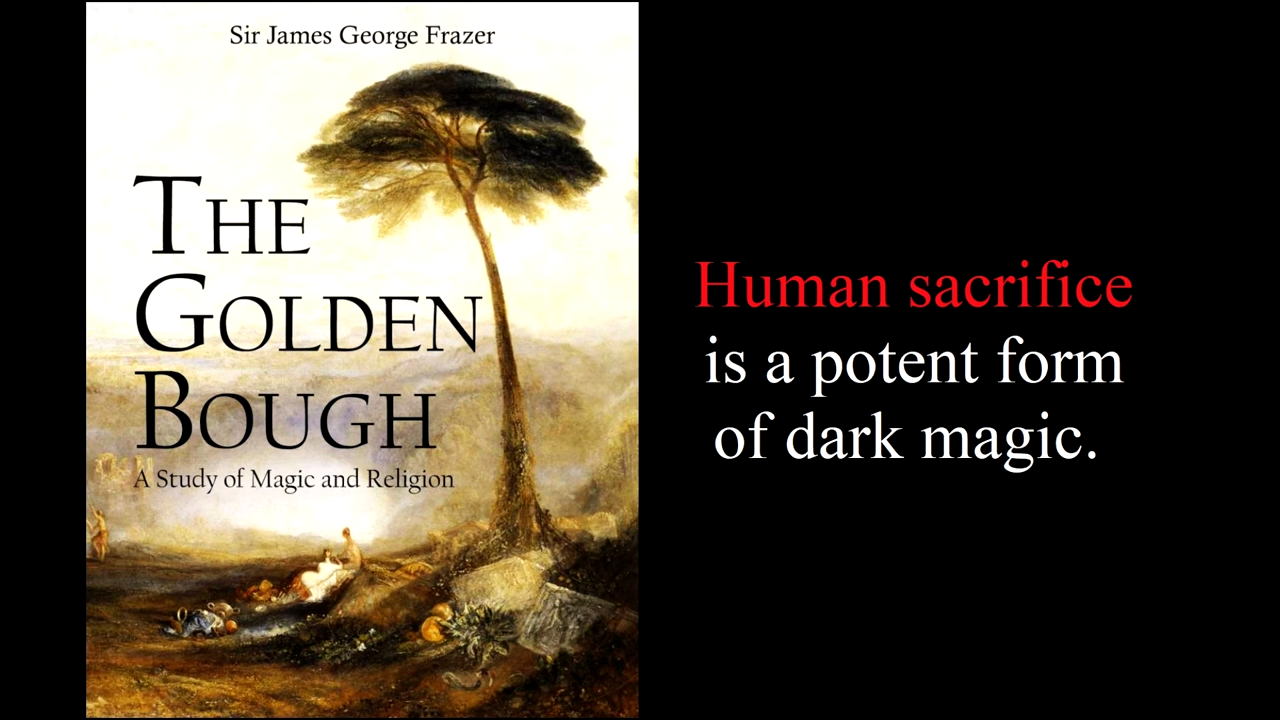 Sir James George Frazer
THE
GOLDEN
BOUGH
A Study of Magic and Religion
Human sacrifice
is a potent form
of dark magic.